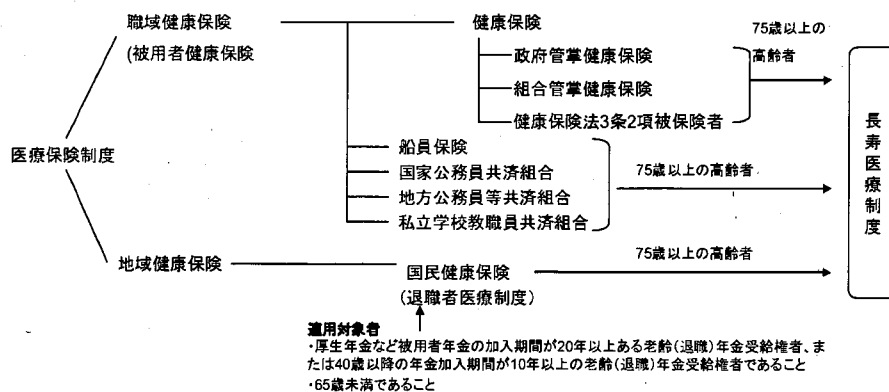 職域健康保険
(被用者健康保険
健康保険
政府管掌健康保険
組合管掌健康保険
健康保険法3条2項被保険者
75歳以上の
高齢者
医療保険制度
船員保険
国家公務員共済組合
地方公務員等共済組合
私立学校教職員共済組合
75歳以上の高齢者
長寿医療制度
地域健康保険
国民健康保険
(退職者医療制度)
75歳以上の高齢者
適用対象者
・厚生年金など被用者年金の加入期間が20年以上ある老齢(退職)年金受給権者、ま
たは40歳以降の年金加入期間が10年以上の老齢(退職)年金受給権者であること
・65歳未満であること